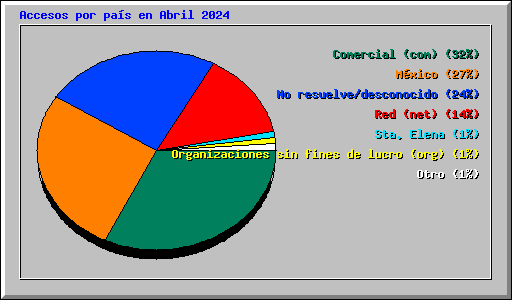 Accesos por país en Abril 2024
Comercial (com) (32%)
México (27%)
No resuelve/desconocido (24%)
Red (net) (14%)
Sta. Elena (1%)
Organizaciones sin fines de lucro (org) (1%)
Otro (1%)